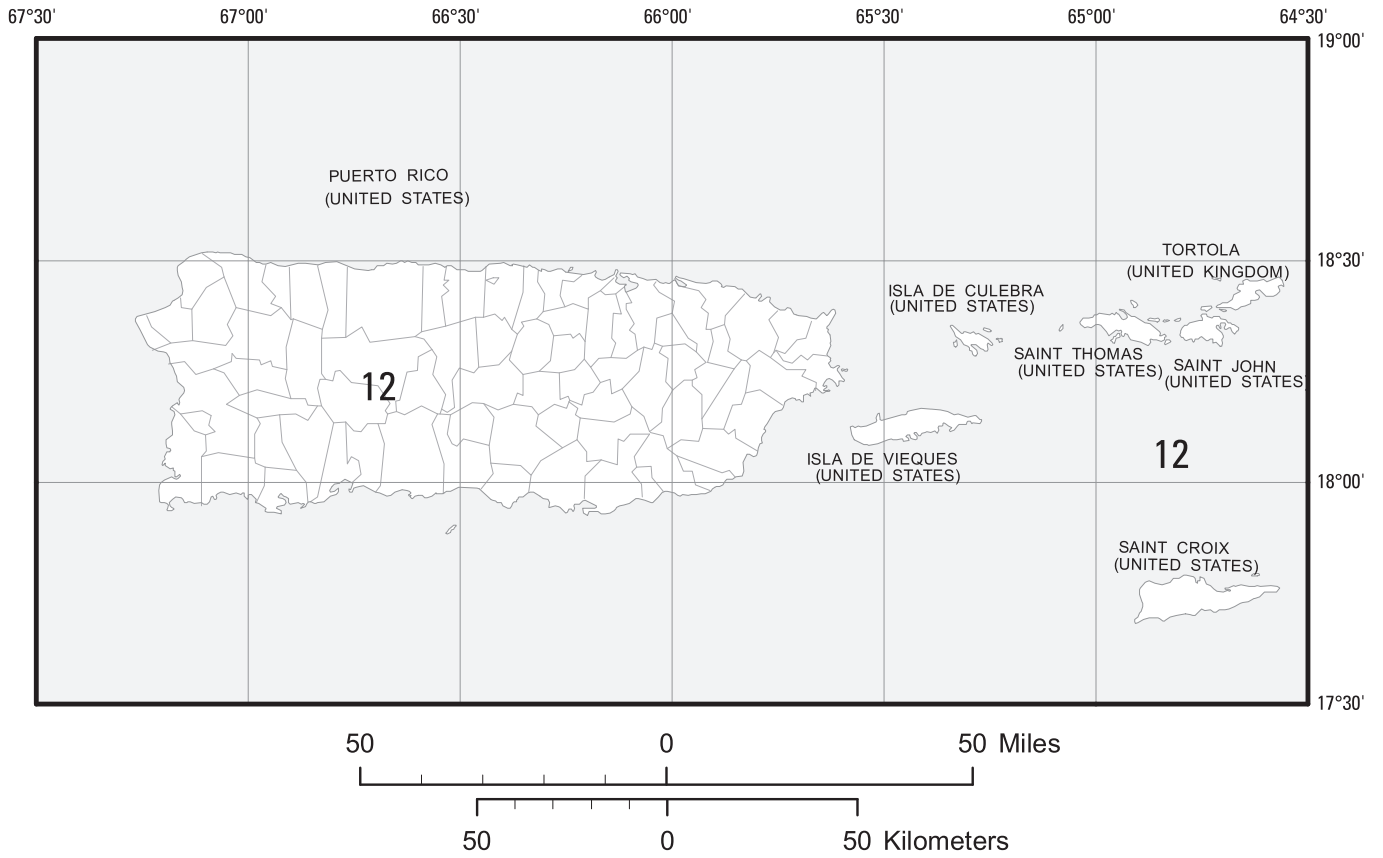 67°30' 67°00' 66°30' 66°00' 65°30' 65°00' 64°30'
19°00'
PUERTO RICO
(UNITED STATES)
TORTOLA
(UNITED KINGDOM)
18°30'
ISLA DE CULEBRA
(UNITED STATES)
SAINT THOMAS
(UNITED STATES)
SAINT JOHN
(UNITED STATES
12
12
ISLA DE VIEQUES
(UNITED STATES)
18°00'
SAINT CROIX
(UNITED STATES)
17°30'
50 0 50 Miles
50 0 50 Kilometers